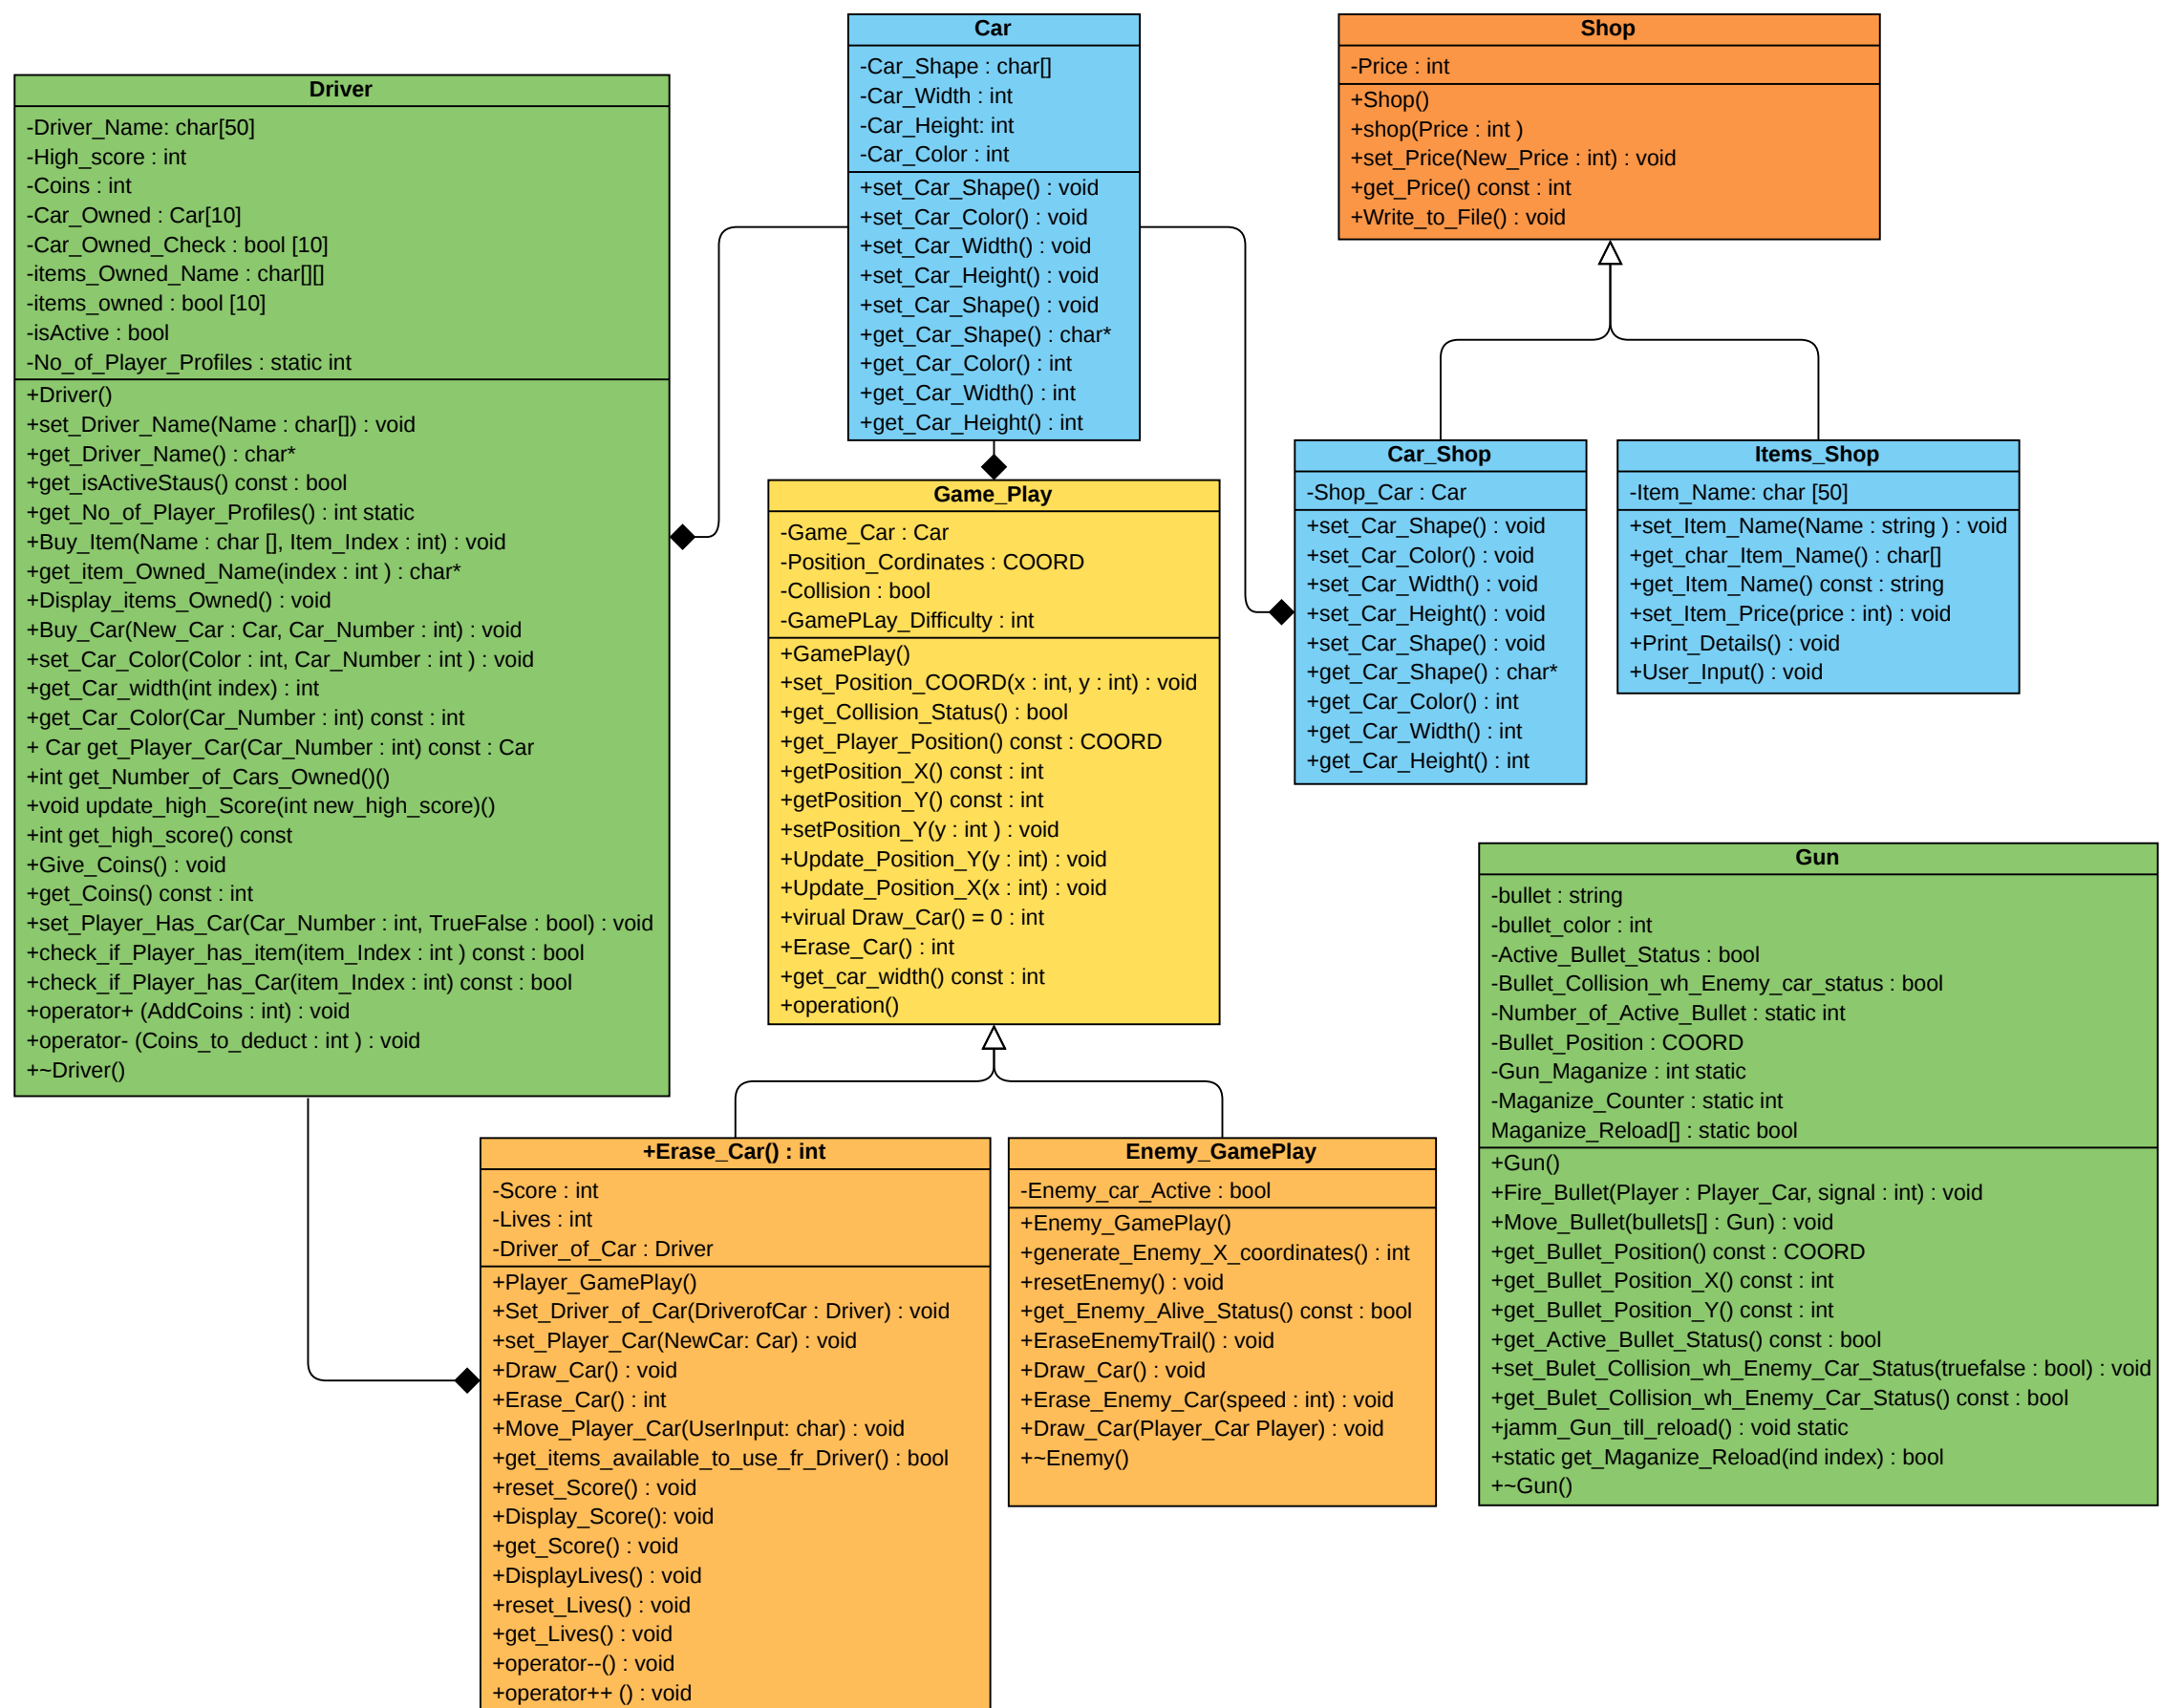 Driver
-Driver_Name: char[50]
-High_score : int
-Coins : int
-Car_Owned : Car[10]
-Car_Owned_Check : bool [10]
-items_Owned_Name : char[][]
-items_owned : bool [10]
-isActive : bool
-No_of_Player_Profiles : static int
+Driver()
+set_Driver_Name(Name : char[]) : void
+get_Driver_Name() : char*
+get_isActiveStaus() const : bool
+get_No_of_Player_Profiles() : int static
+Buy_Item(Name : char [], Item_Index : int) : void
+get_item_Owned_Name(index : int ) : char*
+Display_items_Owned() : void
+Buy_Car(New_Car : Car, Car_Number : int) : void
+set_Car_Color(Color : int, Car_Number : int ) : void
+get_Car_width(int index) : int
+get_Car_Color(Car_Number : int) const : int
+ Car get_Player_Car(Car_Number : int) const : Car
+int get_Number_of_Cars_Owned()()
+void update_high_Score(int new_high_score)()
+int get_high_score() const
+Give_Coins() : void
+get_Coins() const : int
+set_Player_Has_Car(Car_Number : int, TrueFalse : bool) : void
+check_if_Player_has_item(item_Index : int ) const : bool
+check_if_Player_has_Car(item_Index : int) const : bool
+operator+ (AddCoins : int) : void
+operator- (Coins_to_deduct : int ) : void
+~Driver()
Car
-Car_Shape : char[]
-Car_Width : int
-Car_Height: int
-Car_Color : int
+set_Car_Shape() : void
+set_Car_Color() : void
+set_Car_Width() : void
+set_Car_Height() : void
+set_Car_Shape() : void
+get_Car_Shape() : char*
+get_Car_Color() : int
+get_Car_Width() : int
+get_Car_Height() : int
Shop
-Price : int
+Shop()
+shop(Price : int )
+set_Price(New_Price : int) : void
+get_Price() const : int
+Write_to_File() : void
Game_Play
-Game_Car : Car
-Position_Cordinates : COORD
-Collision : bool
-GamePLay_Difficulty : int
+GamePlay()
+set_Position_COORD(x : int, y : int) : void
+get_Collision_Status() : bool
+get_Player_Position() const : COORD
+getPosition_X() const : int
+getPosition_Y() const : int
+setPosition_Y(y : int ) : void
+Update_Position_Y(y : int) : void
+Update_Position_X(x : int) : void
+virual Draw_Car() = 0 : int
+Erase_Car() : int
+get_car_width() const : int
+operation()
Car_Shop
-Shop_Car : Car
+set_Car_Shape() : void
+set_Car_Color() : void
+set_Car_Width() : void
+set_Car_Height() : void
+set_Car_Shape() : void
+get_Car_Shape() : char*
+get_Car_Color() : int
+get_Car_Width() : int
+get_Car_Height() : int
Items_Shop
-Item_Name: char [50]
+set_Item_Name(Name : string ) : void
+get_char_Item_Name() : char[]
+get_Item_Name() const : string
+set_Item_Price(price : int) : void
+Print_Details() : void
+User_Input() : void
+Erase_Car() : int
-Score : int
-Lives : int
-Driver_of_Car : Driver
+Player_GamePlay()
+Set_Driver_of_Car(DriverofCar : Driver) : void
+set_Player_Car(NewCar: Car) : void
+Draw_Car() : void
+Erase_Car() : int
+Move_Player_Car(UserInput: char) : void
+get_items_available_to_use_fr_Driver() : bool
+reset_Score() : void
+Display_Score(): void
+get_Score() : void
+DisplayLives() : void
+reset_Lives() : void
+get_Lives() : void
+operator--() : void
+operator++ () : void
Enemy_GamePlay
-Enemy_car_Active : bool
+Enemy_GamePlay()
+generate_Enemy_X_coordinates() : int
+resetEnemy() : void
+get_Enemy_Alive_Status() const : bool
+EraseEnemyTrail() : void
+Draw_Car() : void
+Erase_Enemy_Car(speed : int) : void
+Draw_Car(Player_Car Player) : void
+~Enemy()
Gun
-bullet : string
-bullet_color : int
-Active_Bullet_Status : bool
-Bullet_Collision_wh_Enemy_car_status : bool
-Number_of_Active_Bullet : static int
-Bullet_Position : COORD
-Gun_Maganize : int static
-Maganize_Counter : static int
Maganize_Reload[] : static bool
+Gun()
+Fire_Bullet(Player : Player_Car, signal : int) : void
+Move_Bullet(bullets[] : Gun) : void
+get_Bullet_Position() const : COORD
+get_Bullet_Position_X() const : int
+get_Bullet_Position_Y() const : int
+get_Active_Bullet_Status() const : bool
+set_Bulet_Collision_wh_Enemy_Car_Status(truefalse : bool) : void
+get_Bulet_Collision_wh_Enemy_Car_Status() const : bool
+jamm_Gun_till_reload() : void static
+static get_Maganize_Reload(ind index) : bool
+~Gun()